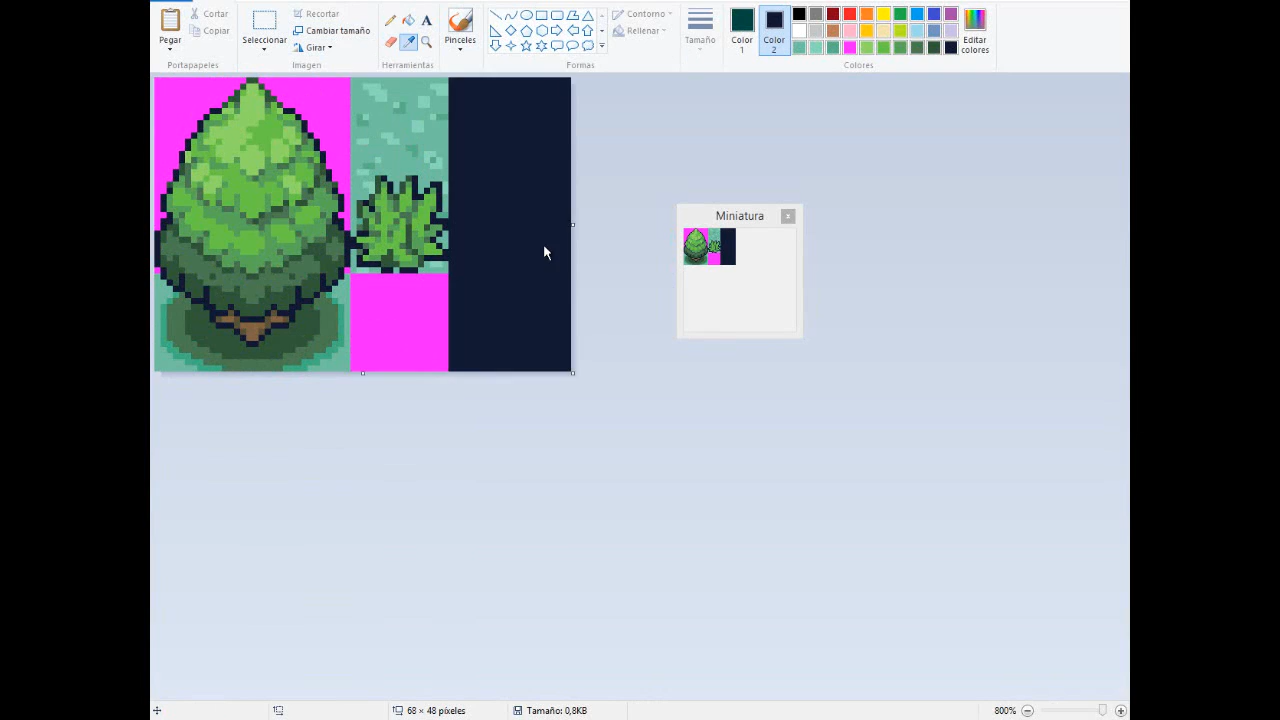 Pegar
Cortar
Copiar
Portapapeles
Seleccionar
Recortar
Cambiar tamaño
Girar
Imagen
A
Herramientas
Pinceles
Contorno
Rellenar
Formas
Tamaño
Color
1
Color
2
Editar
colores
Colores
Miniatura
68 × 48 píxeles
Tamaño: 0,8KB
800%